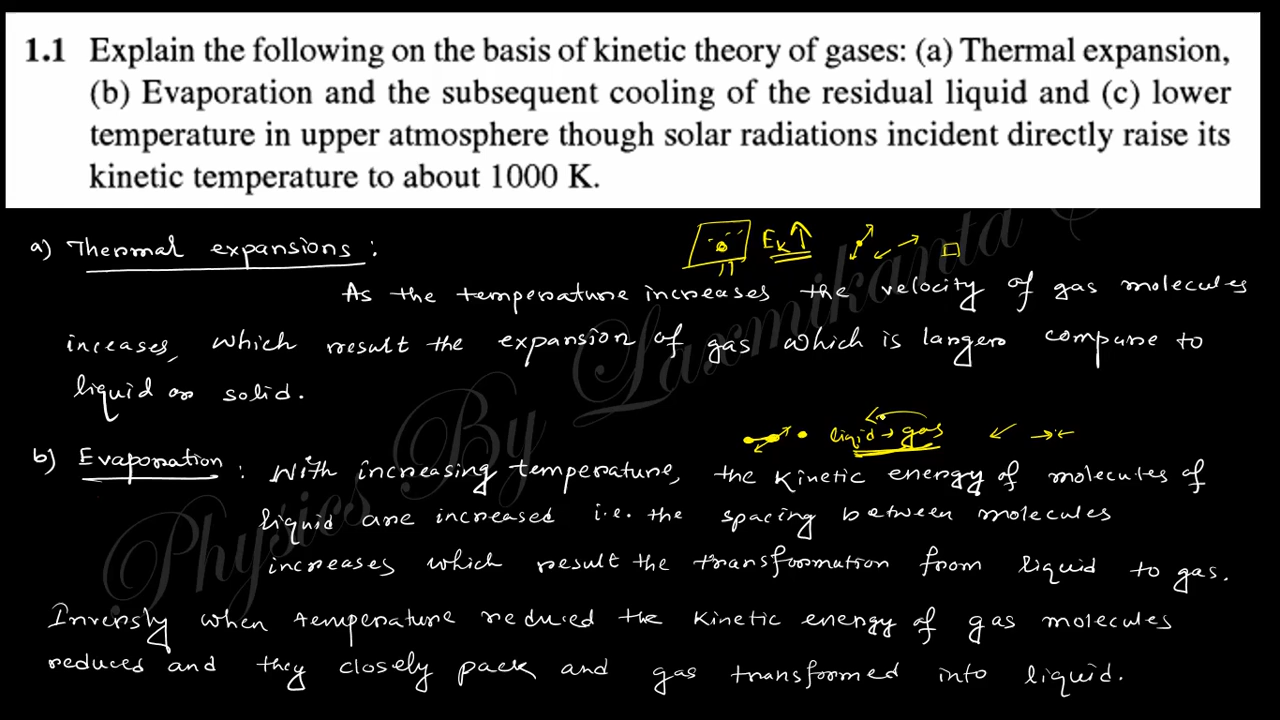 1.1 Explain the following on the basis of kinetic theory of gases: (a) Thermal expansion,
(b) Evaporation and the subsequent cooling of the residual liquid and (c) lower
temperature in upper atmosphere though solar radiations incident directly raise its
kinetic temperature to about 1000 K.
a) Thermal expansions :
Ek↑
As the temperature increases the velocity of gas molecules
inceases, which result the expansion of gas which is larger compare to
liquid or solid.
liqid → gas
b) Evaporation : With increasing temperature, the kinetic energy of molecules of
liquid are increased i.e. the spacing between molecules
increases which result the transformation from liquid to gas.
Inversly when temperature reduced the kinetic energy of gas molecules
reduces and they closely pack and gas transformed into liquid.
Physics By Laxmikanta